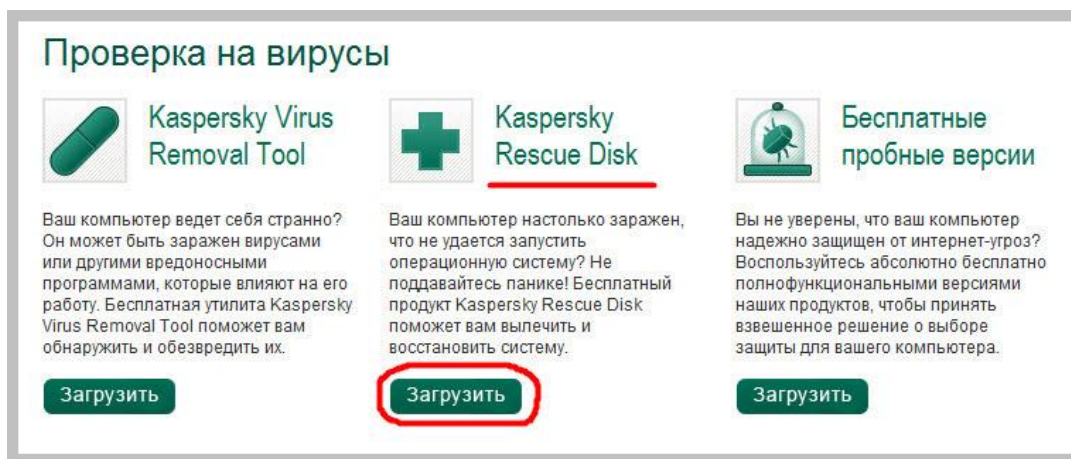 Проверка на вирусы
Kaspersky Virus
Removal Tool
Ваш компьютер ведет себя странно?
Он может быть заражен вирусами
или другими вредоносными
программами, которые влияют на его
работу. Бесплатная утилита Kaspersky
Virus Removal Tool поможет вам
обнаружить и обезвредить их.
Загрузить
Kaspersky
Rescue Disk
Ваш компьютер настолько заражен,
что не удается запустить
операционную систему? Не
поддавайтесь панике! Бесплатный
продукт Kaspersky Rescue Disk
поможет вам вылечить и
восстановить систему.
Загрузить
Бесплатные
пробные версии
Вы не уверены, что ваш компьютер
надежно защищен от интернет-угроз?
Воспользуйтесь абсолютно бесплатно
полнофункциональными версиями
наших продуктов, чтобы принять
взвешенное решение о выборе
защиты для вашего компьютера.
Загрузить